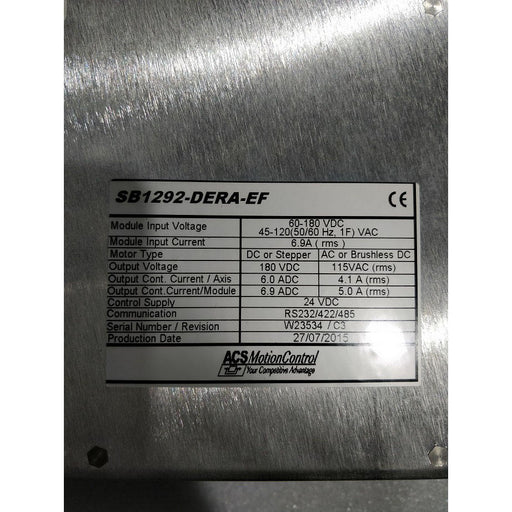 SB1292-DERA-EF CE
Module Input Voltage 60-180 VDC
45-120(50/60 Hz, 1F) VAC
Module Input Current 6.9A ( rms )
Motor Type DC or Stepper AC or Brushless DC
Output Voltage 180 VDC 115VAC (rms)
Output Cont. Current / Axis 6.0 ADC 4.1 A (rms)
Output Cont.Current/Module 6.9 ADC 5.0 A (rms)
Control Supply 24 VDC
Communication RS232/422/485
Serial Number / Revision W23534 / C3
Production Date 27/07/2015
ACS MotionControl
Your Competitive Advantage